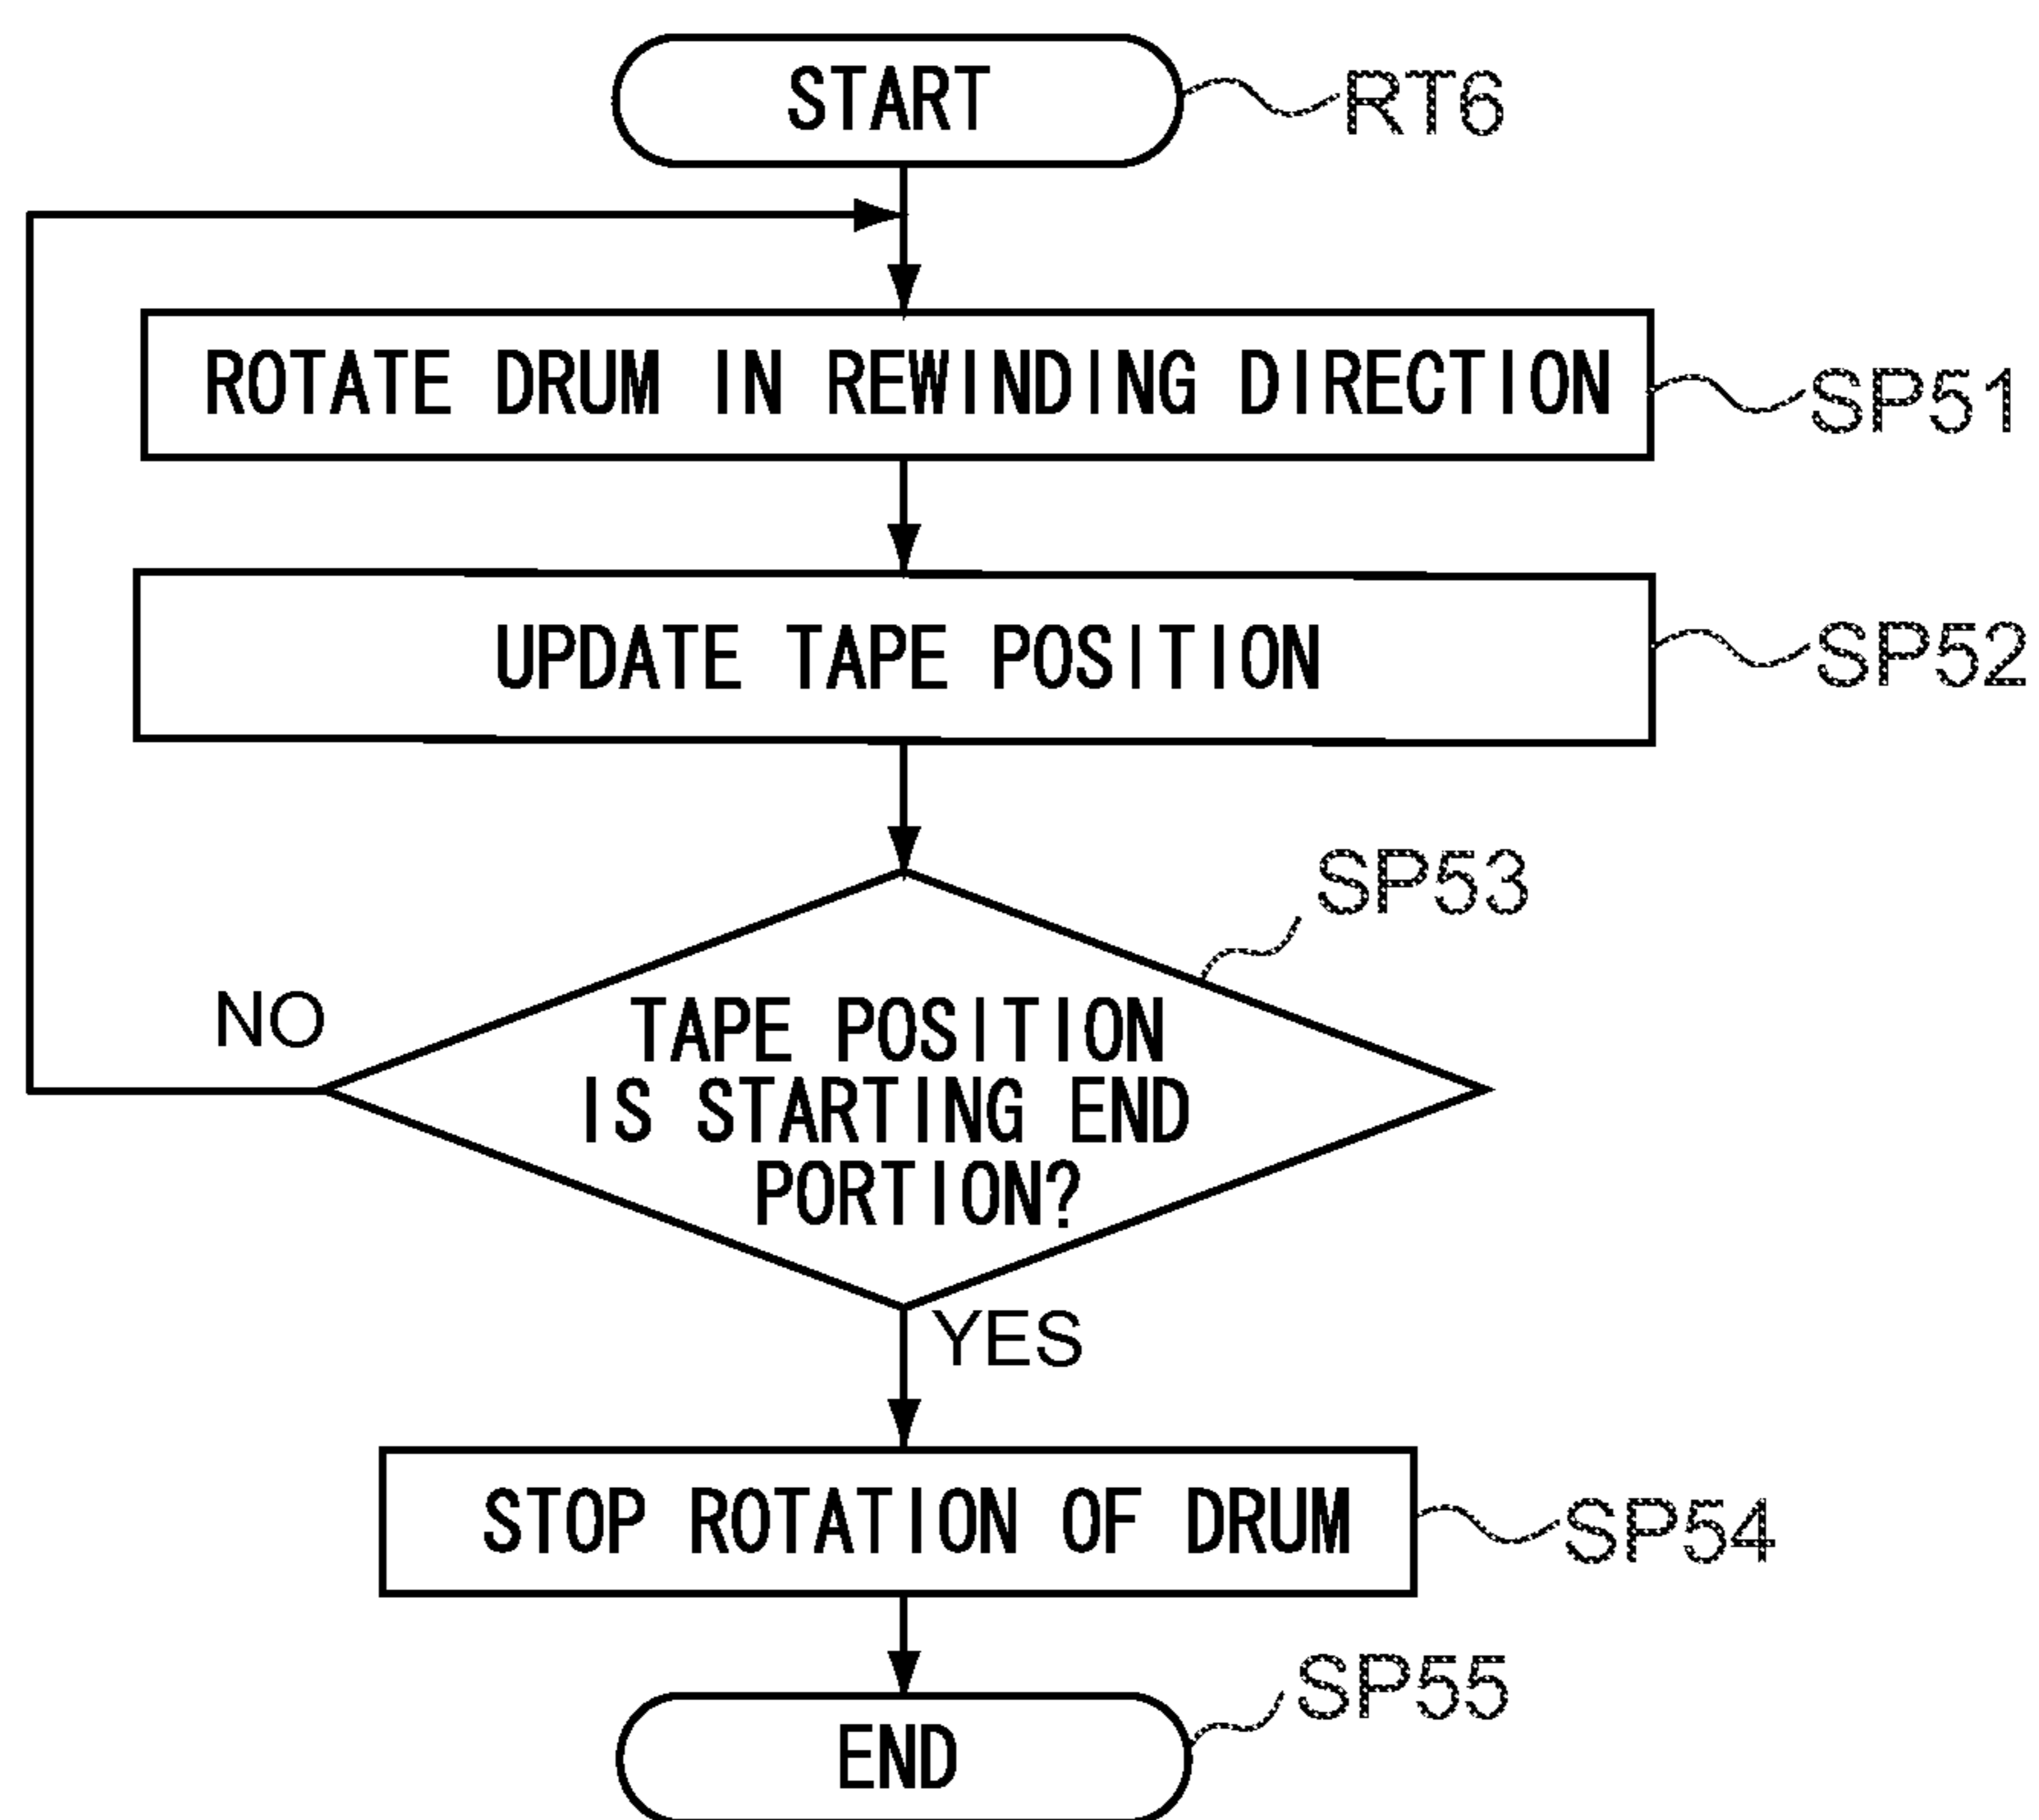 START
RT6
ROTATE DRUM IN REWINDING DIRECTION
SP51
UPDATE TAPE POSITION
SP52
SP53
TAPE POSITION
IS STARTING END
PORTION?
NO
YES
STOP ROTATION OF DRUM
SP54
SP55
END